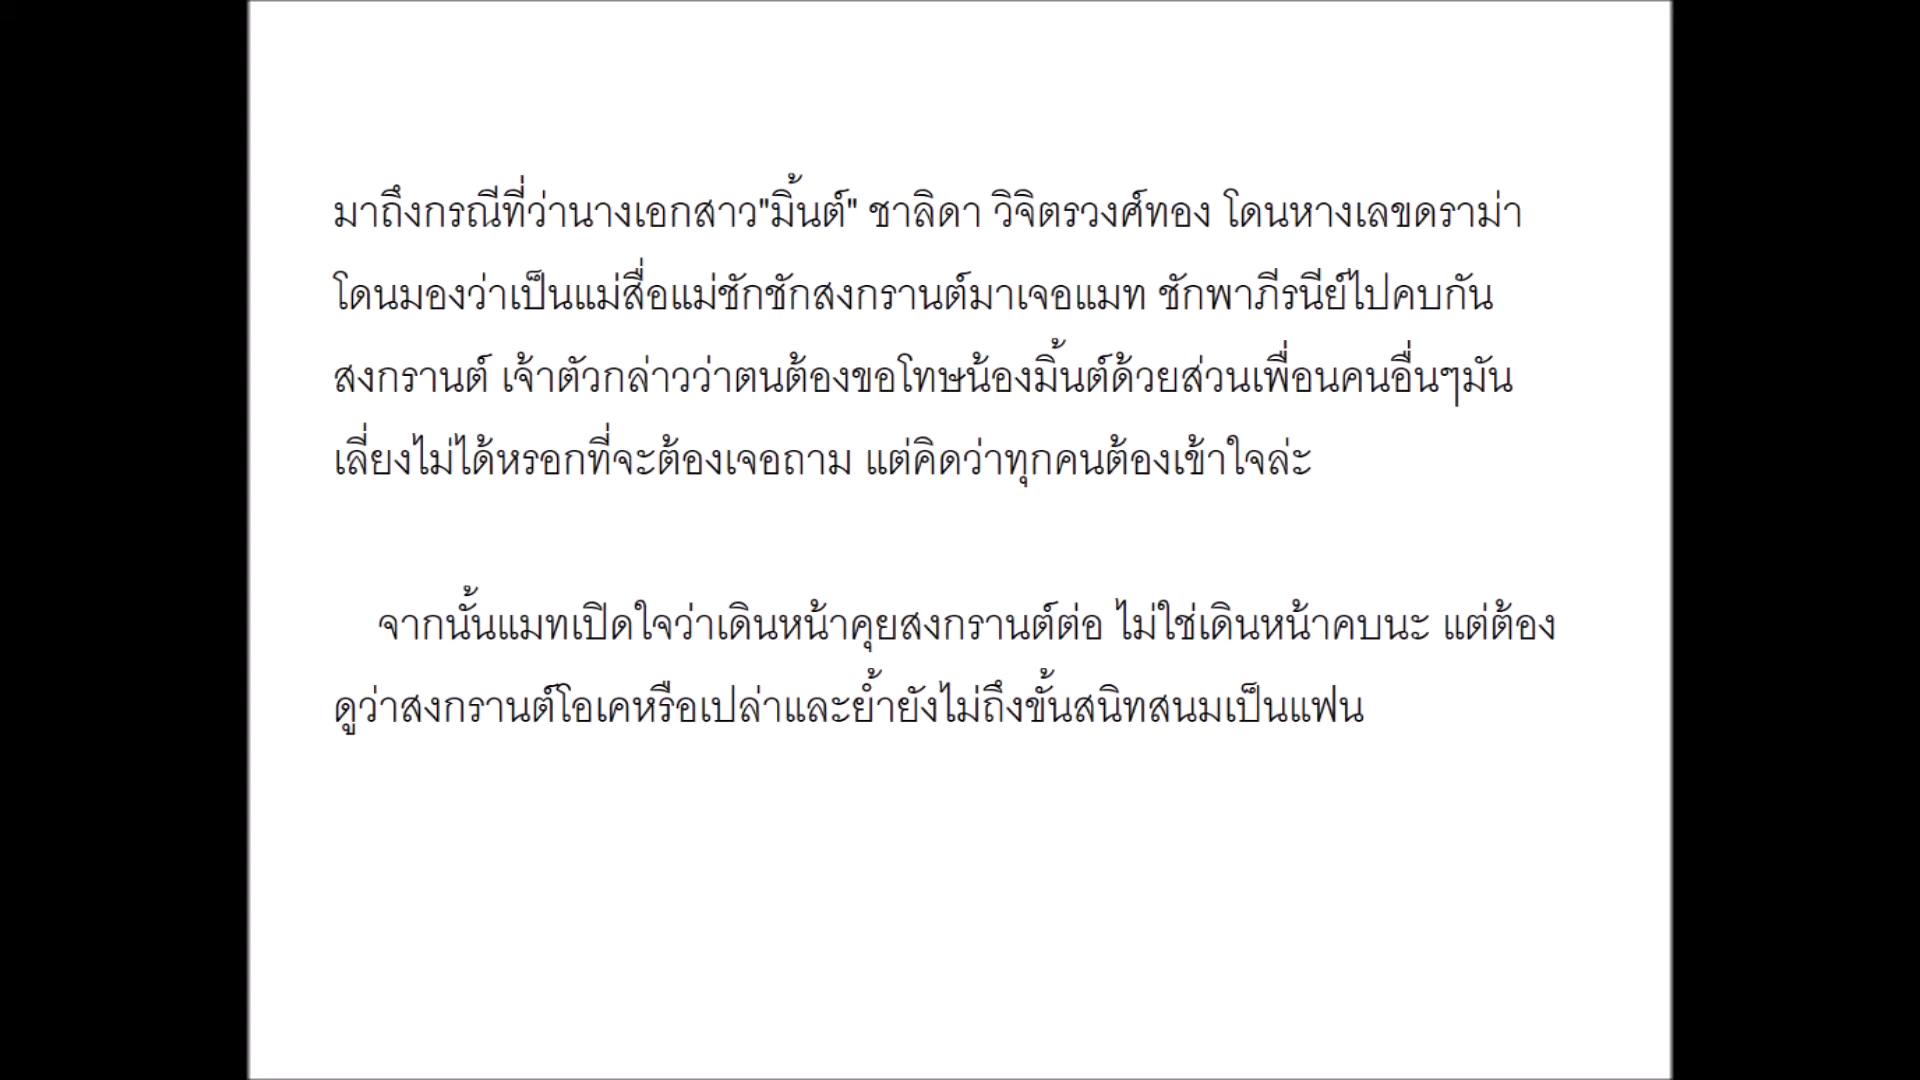 มาถึงกรณีที่ว่านางเอกสาว"มิ้นต์" ชาลิดา วิจิตรวงศ์ทอง โดนหางเลขดราม่า
โดนมองว่าเป็นแม่สื่อแม่ชักชักสงกรานต์มาเจอแมท ชักพาภีรนีย์ไปคบกัน
สงกรานต์ เจ้าตัวกล่าวว่าตนต้องขอโทษน้องมิ้นต์ด้วยส่วนเพื่อนคนอื่นๆมัน
เลี่ยงไม่ได้หรอกที่จะต้องเจอถาม แต่คิดว่าทุกคนต้องเข้าใจล่ะ
จากนั้นแมทเปิดใจว่าเดินหน้าคุยสงกรานต์ต่อ ไม่ใช่เดินหน้าคบนะ แต่ต้อง
ดูว่าสงกรานต์โอเคหรือเปล่าและย้ำยังไม่ถึงขั้นสนิทสนมเป็นแฟน